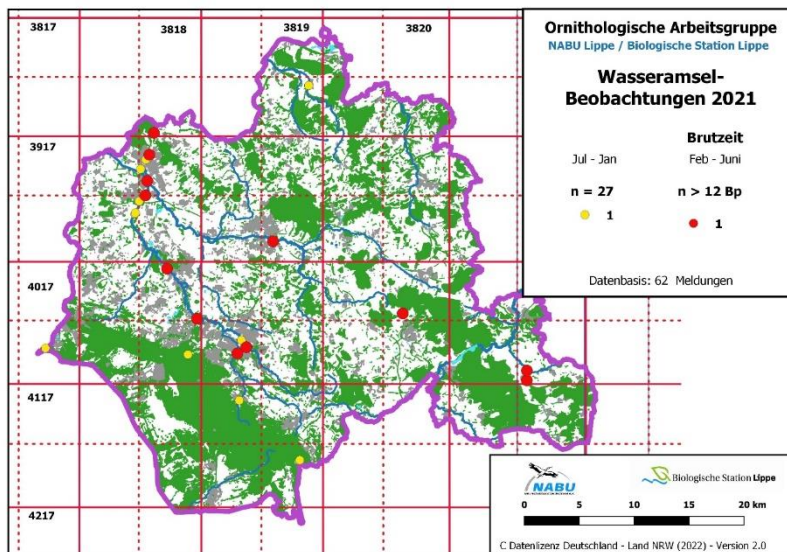 3817
3818
3819
3820
3917
4017
4117
4217
Ornithologische Arbeitsgruppe
NABU Lippe / Biologische Station Lippe
Wasseramsel-
Beobachtungen 2021
Brutzeit
Jul - Jan
Feb - Juni
n = 27
n > 12 Bp
1
1
Datenbasis: 62 Meldungen
NABU
Biologische Station Lippe
0 5 10 15 20 km
C Datenlizenz Deutschland - Land NRW (2022) - Version 2.0